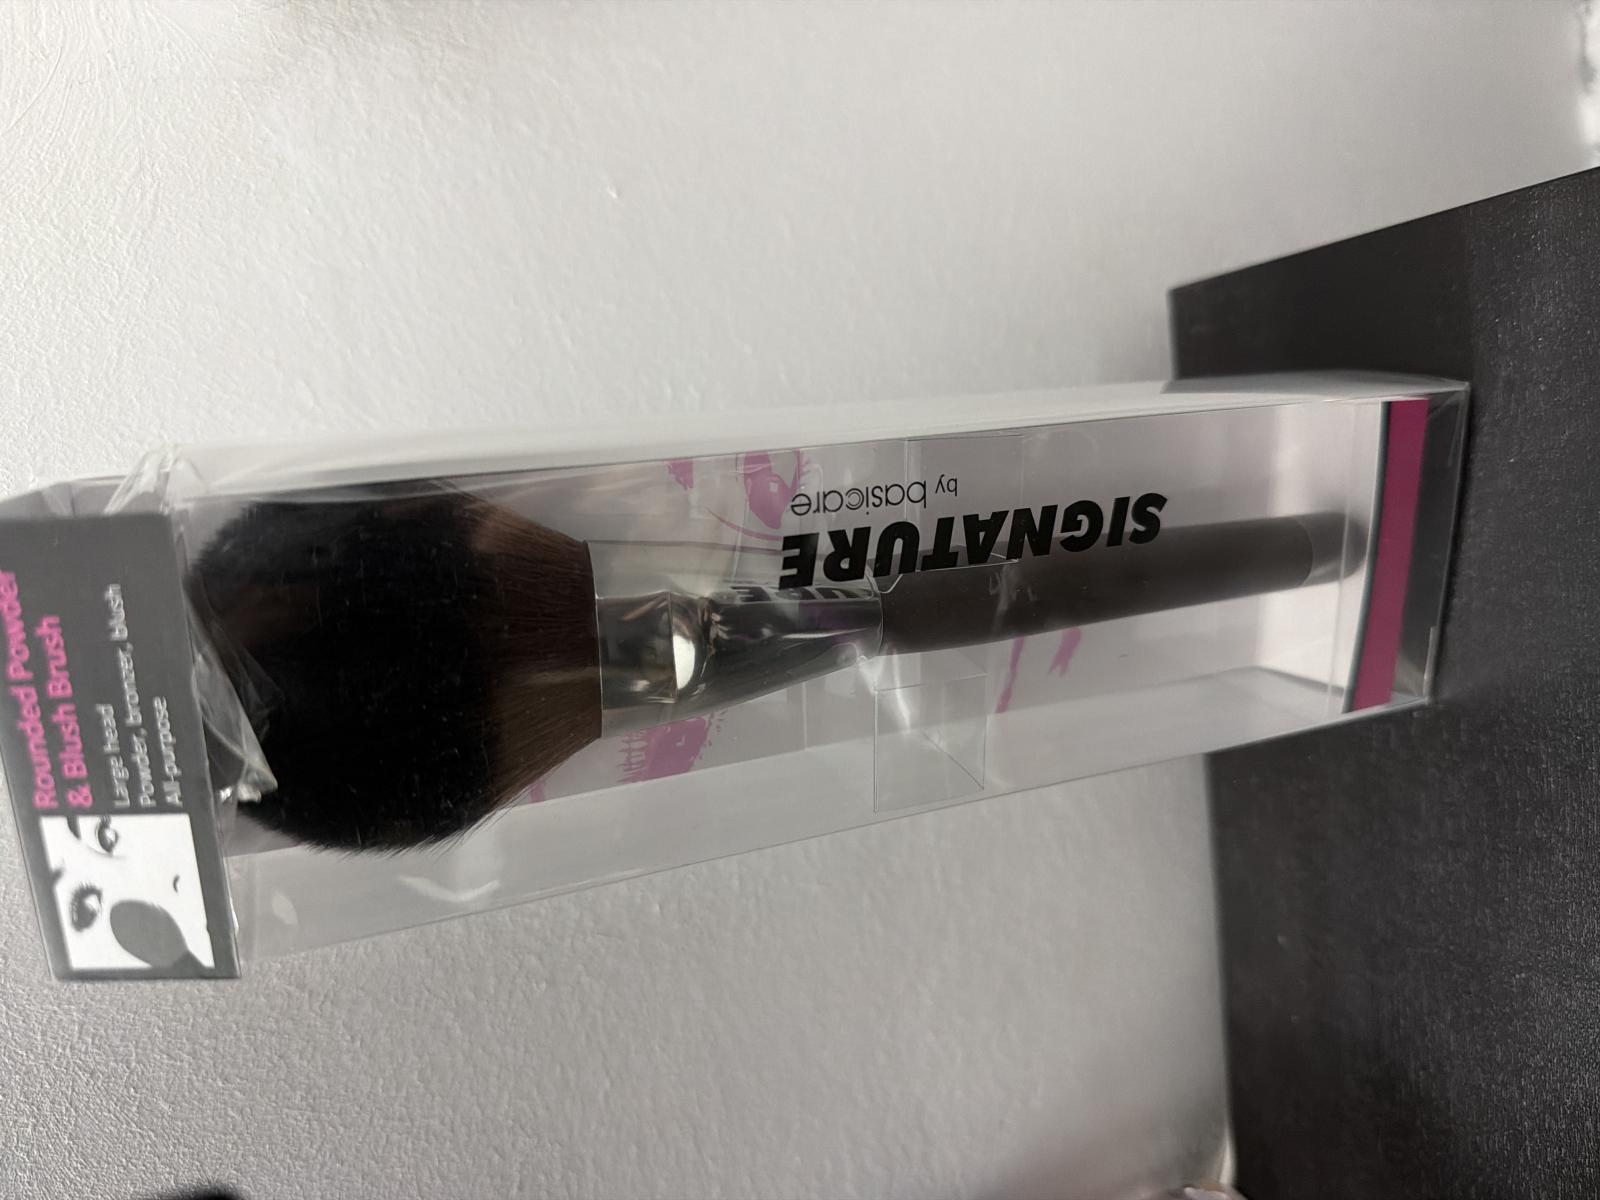 Rounded Powder
& Blush Brush
Large head
Powder, bronzer, blush
All-purpose
SIGNATURE
by basicare